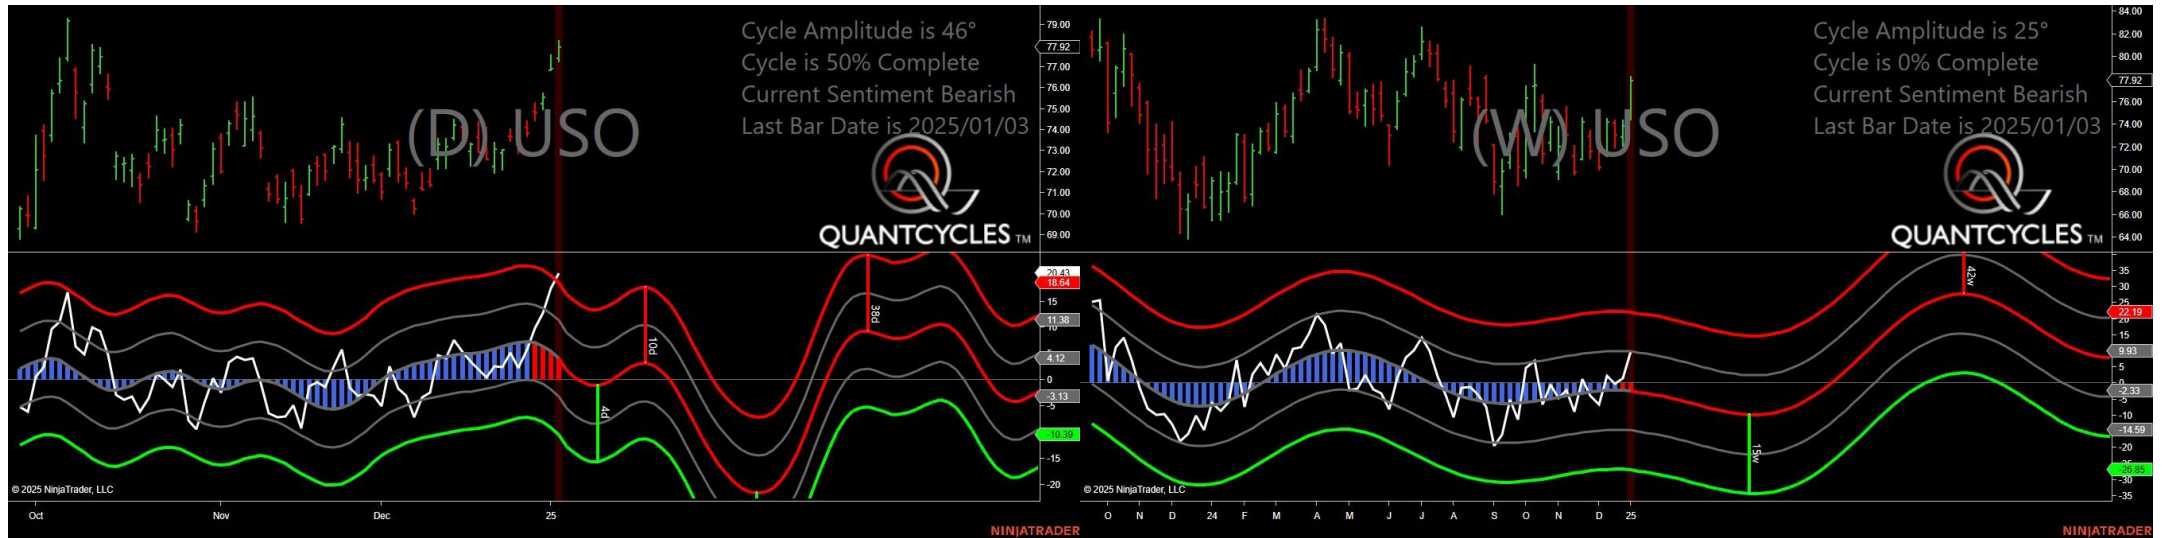 Cycle Amplitude is 46°
Cycle is 50% Complete
Current Sentiment Bearish
Last Bar Date is 2025/01/03
(D) USO
QUANTCYCLES TM
79.00
77.92
77.00
76.00
75.00
74.00
73.00
72.00
71.00
70.00
69.00
20.43
18.64
15
11.38
10
4.12
0
-3.13
-5
-10.39
-15
-20
4d
10d
38d
© 2025 NinjaTrader, LLC
Oct
Nov
Dec
25
NINJATRADER
Cycle Amplitude is 25°
Cycle is 0% Complete
Current Sentiment Bearish
Last Bar Date is 2025/01/03
(W) USO
QUANTCYCLES TM
84.00
82.00
80.00
77.92
76.00
74.00
72.00
70.00
68.00
66.00
64.00
35
30
25
22.19
20
15
9.93
5
0
-2.33
-5
-10
-14.59
-20
-26.85
-30
-35
15w
42w
© 2025 NinjaTrader, LLC
O
N
D
24
F
M
A
M
J
J
A
S
O
N
D
25
NINJATRADER